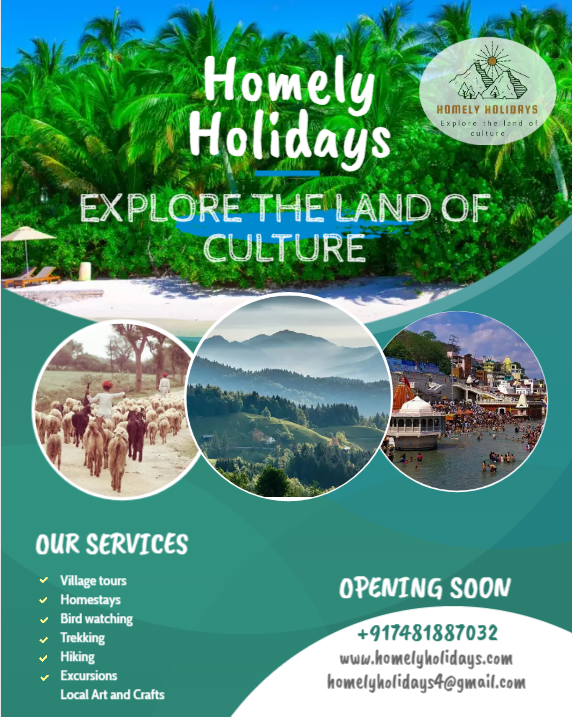 Homely
Holidays
HOMELY HOLIDAYS
Explore the land of
culture
EXPLORE THE LAND OF
CULTURE
OUR SERVICES
Village tours
Homestays
Bird watching
Trekking
Hiking
Excursions
Local Art and Crafts
OPENING SOON
+917481887032
www.homelyholidays.com
homelyholidays4@gmail.com